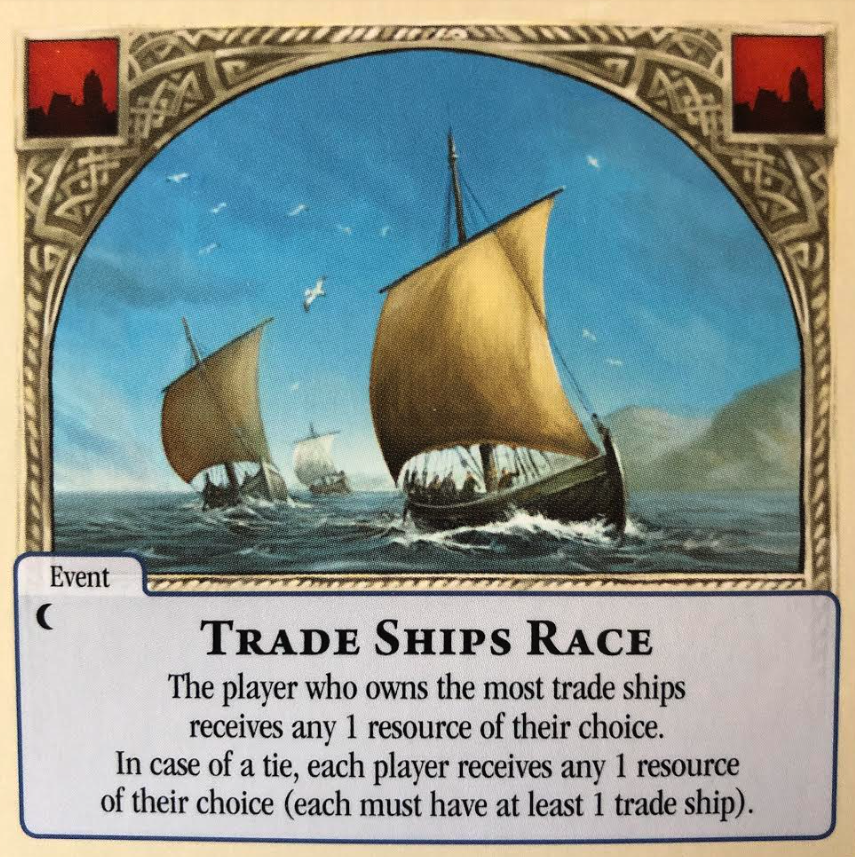 Event
Trade Ships Race
The player who owns the most trade ships
receives any 1 resource of their choice.
In case of a tie, each player receives any 1 resource
of their choice (each must have at least 1 trade ship).